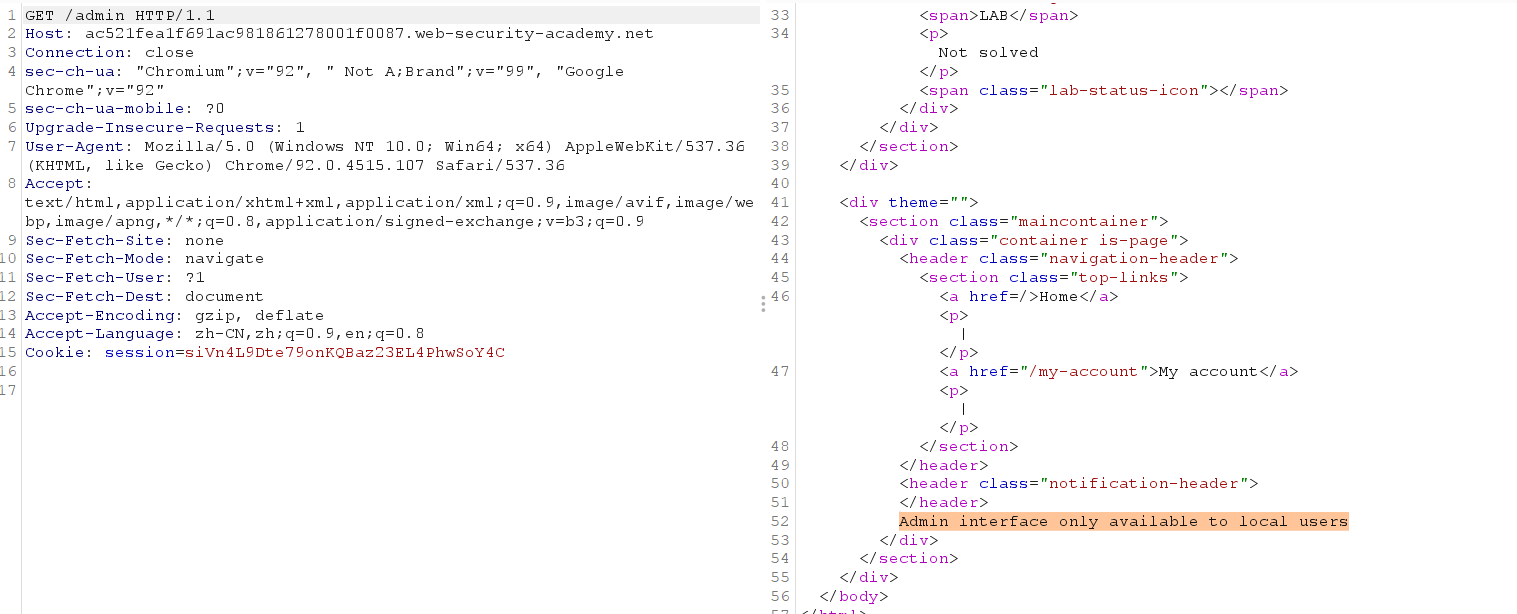 1 GET /admin HTTP/1.1
2 Host: ac521fea1f691ac981861278001f0087.web-security-academy.net
3 Connection: close
4 sec-ch-ua: "Chromium";v="92", " Not A;Brand";v="99", "Google
Chrome";v="92"
5 sec-ch-ua-mobile: ?0
6 Upgrade-Insecure-Requests: 1
7 User-Agent: Mozilla/5.0 (Windows NT 10.0; Win64; x64) AppleWebKit/537.36
(KHTML, like Gecko) Chrome/92.0.4515.107 Safari/537.36
8 Accept:
text/html,application/xhtml+xml,application/xml;q=0.9,image/avif,image/we
bp,image/apng,*/*;q=0.8,application/signed-exchange;v=b3;q=0.9
9 Sec-Fetch-Site: none
10 Sec-Fetch-Mode: navigate
11 Sec-Fetch-User: ?1
12 Sec-Fetch-Dest: document
13 Accept-Encoding: gzip, deflate
14 Accept-Language: zh-CN,zh;q=0.9,en;q=0.8
15 Cookie: session=siVn4L9Dte79onKQBaz23EL4PhwSoY4C
16
17
33 <span>LAB</span>
34 <p>
Not solved
</p>
35 <span class="lab-status-icon"></span>
36 </div>
37 </div>
38 </section>
39 </div>
40
41 <div theme="">
42 <section class="maincontainer">
43 <div class="container is-page">
44 <header class="navigation-header">
45 <section class="top-links">
46 <a href=/>Home</a>
<p>
|
</p>
47 <a href="/my-account">My account</a>
<p>
|
</p>
48 </section>
49 </header>
50 <header class="notification-header">
51 </header>
52 Admin interface only available to local users
53 </div>
54 </section>
55 </div>
56 </body>
57 </html>